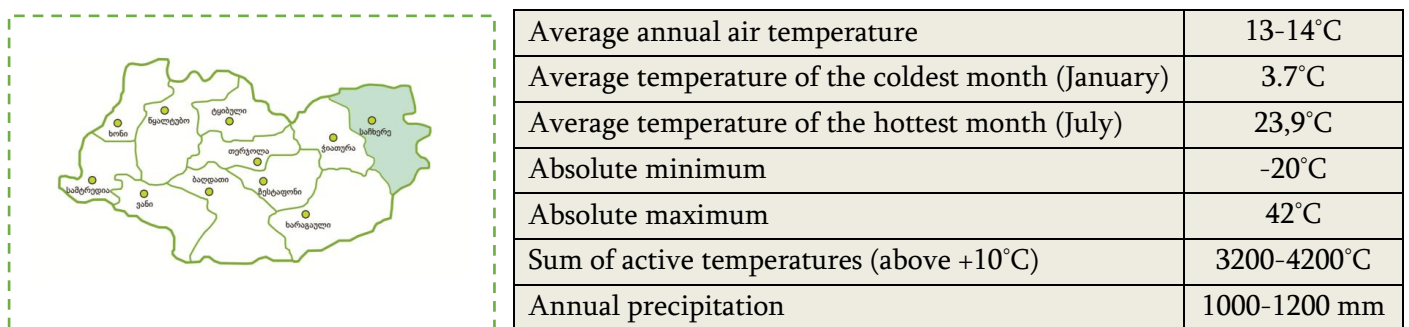 ხონი
წყალტუბო
ტყიბული
საჩხერე
ჭიათურა
თერჯოლა
სამტრედია
ვანი
ბაღდათი
ზესტაფონი
ხარაგაული
Average annual air temperature 13-14°C
Average temperature of the coldest month (January) 3.7°C
Average temperature of the hottest month (July) 23,9°C
Absolute minimum -20°C
Absolute maximum 42°C
Sum of active temperatures (above +10°C) 3200-4200°C
Annual precipitation 1000-1200 mm